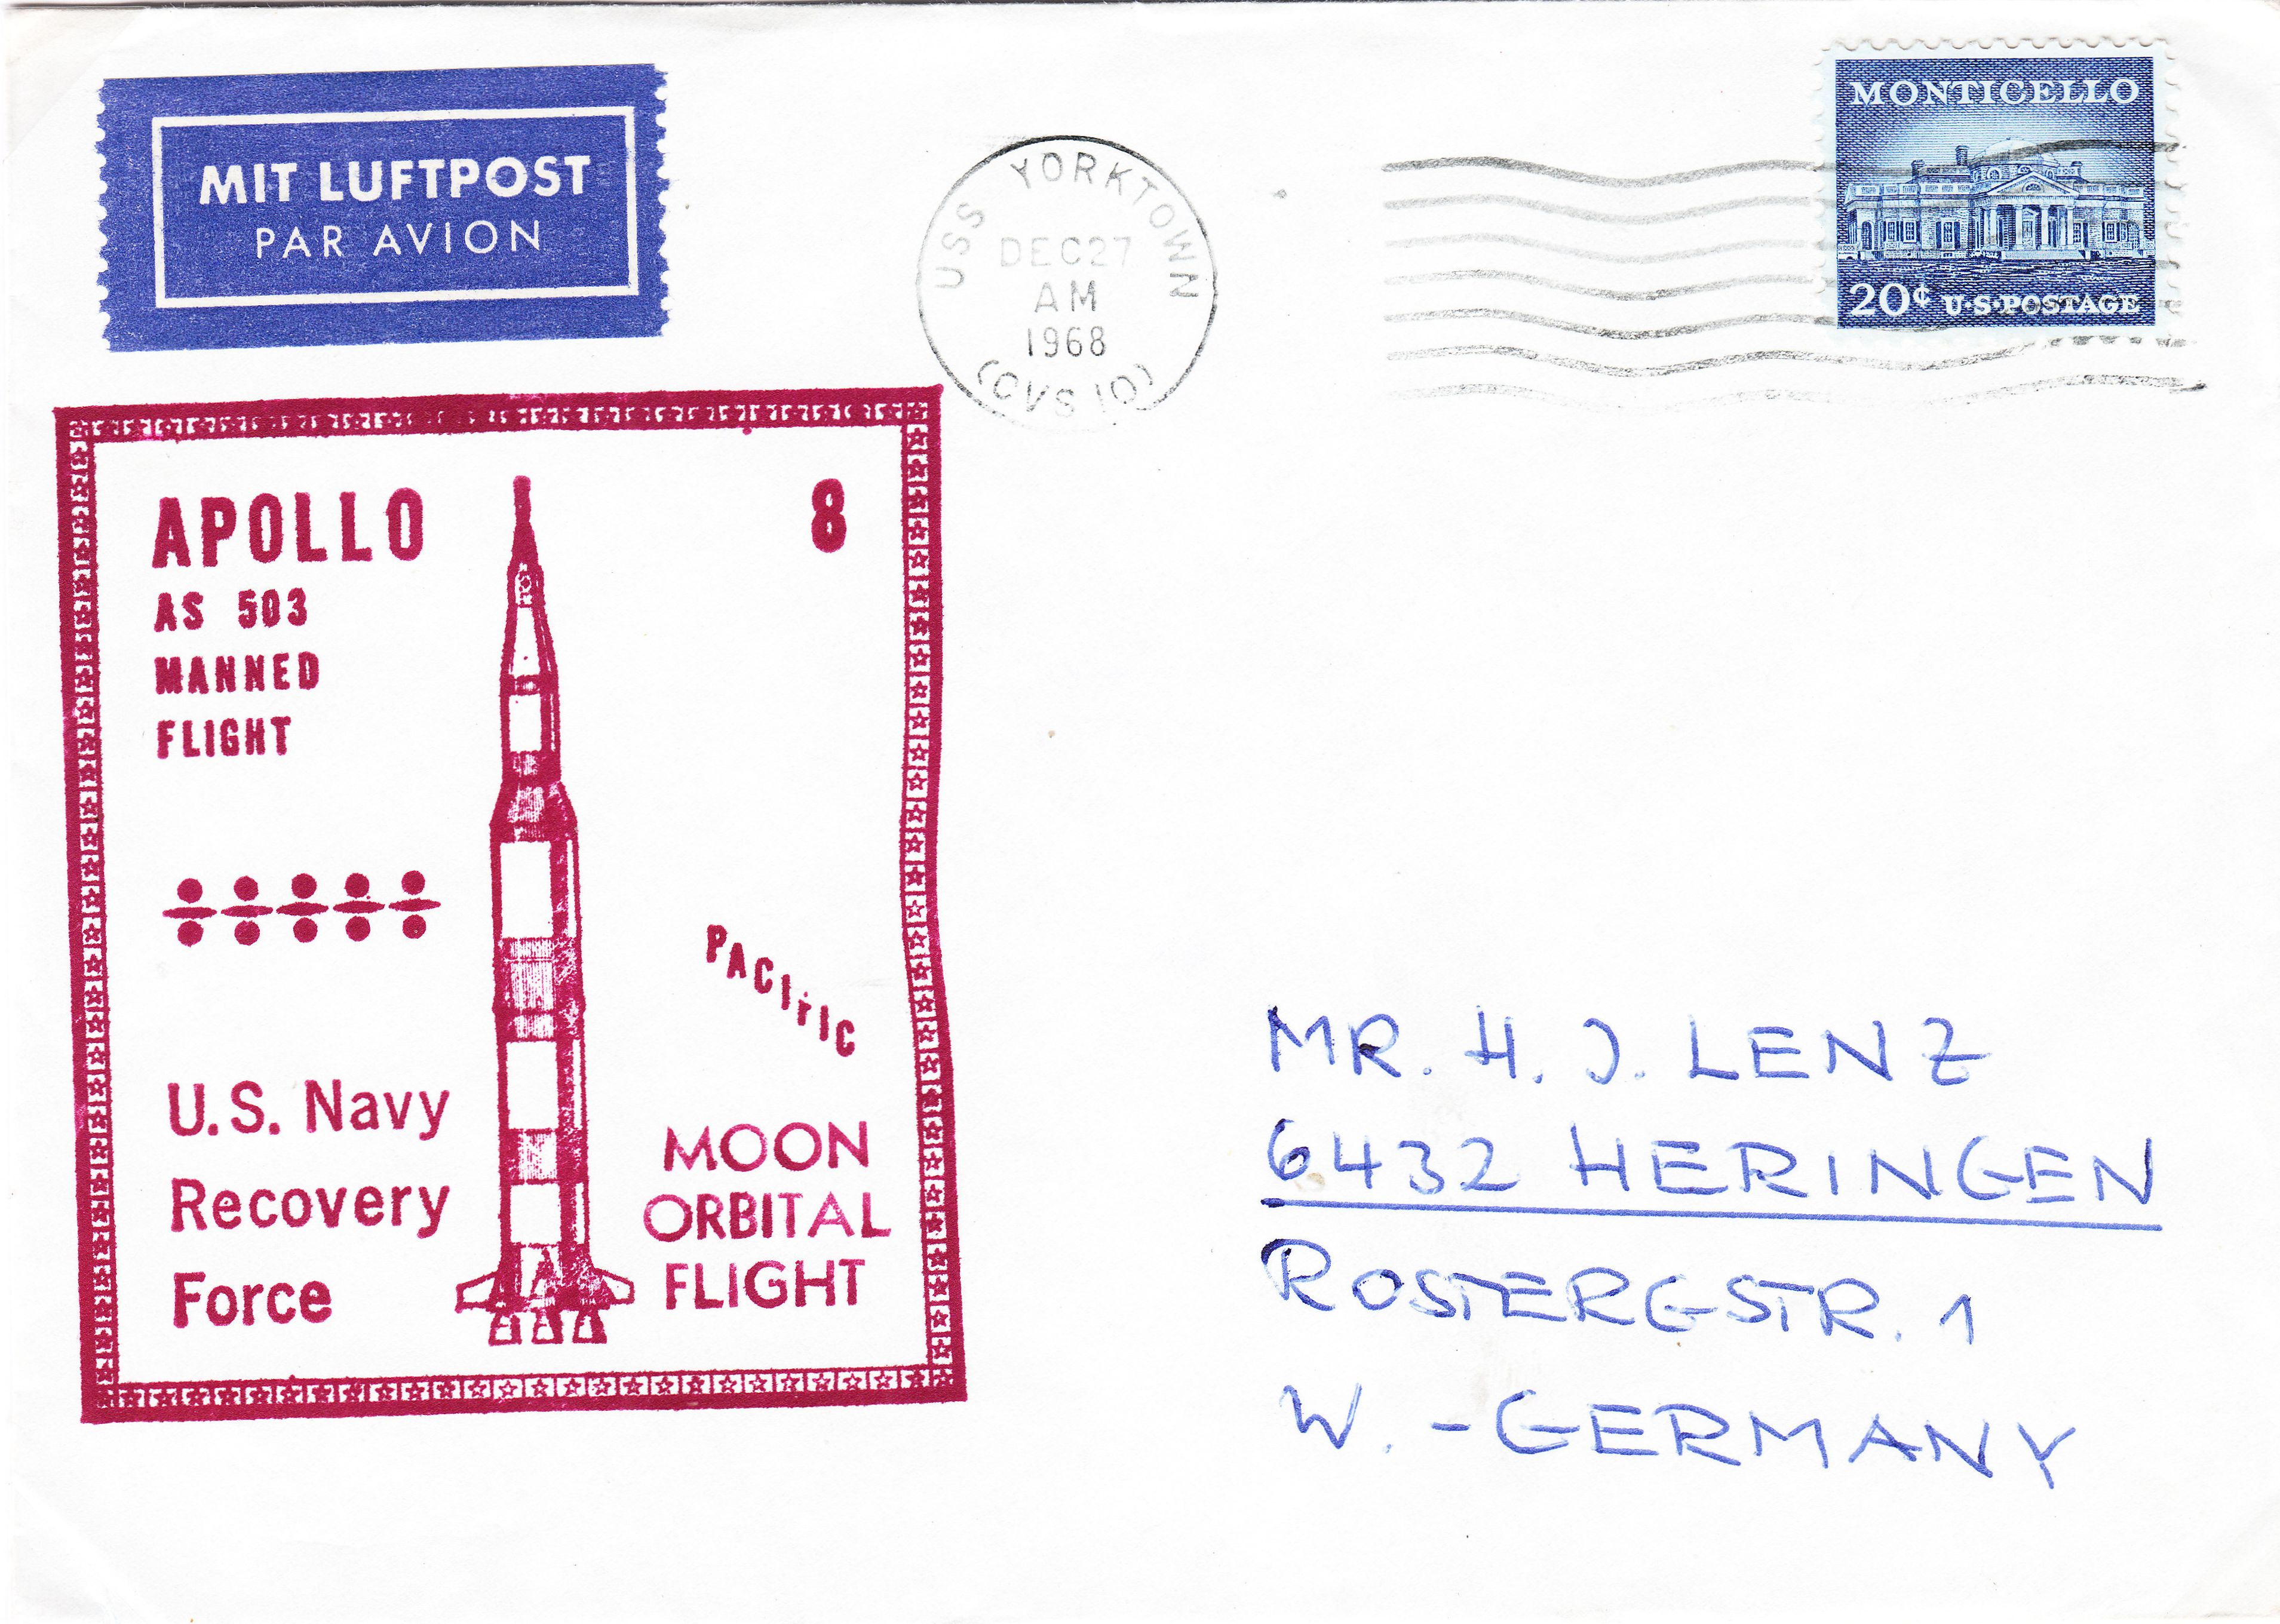 MIT LUFTPOST
PAR AVION
USS YORKTOWN
DEC 27
AM
1968
(CVS 10)
MONTICELLO
20¢ U·S·POSTAGE
APOLLO 8
AS 503
MANNED
FLIGHT
PACIFIC
U.S. Navy
Recovery
Force
MOON
ORBITAL
FLIGHT
MR. H. J. LENZ
6432 HERINGEN
ROSTERGSTR. 1
W. - GERMANY